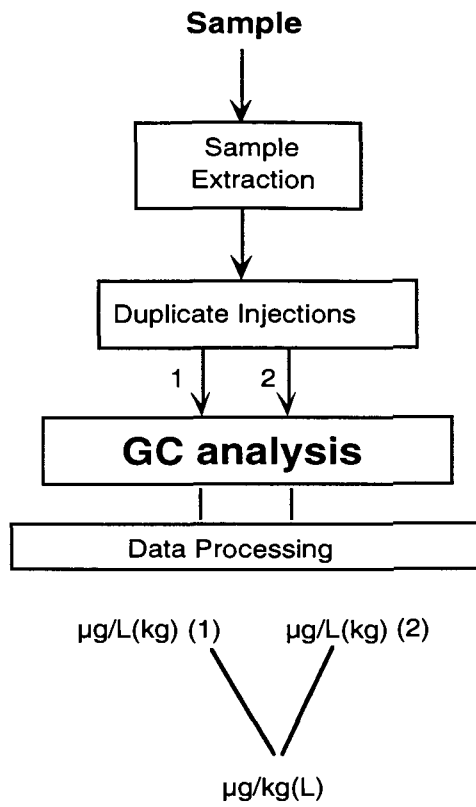 Sample
Sample
Extraction
Duplicate Injections
1 2
GC analysis
Data Processing
µg/L(kg) (1) µg/L(kg) (2)
µg/kg(L)